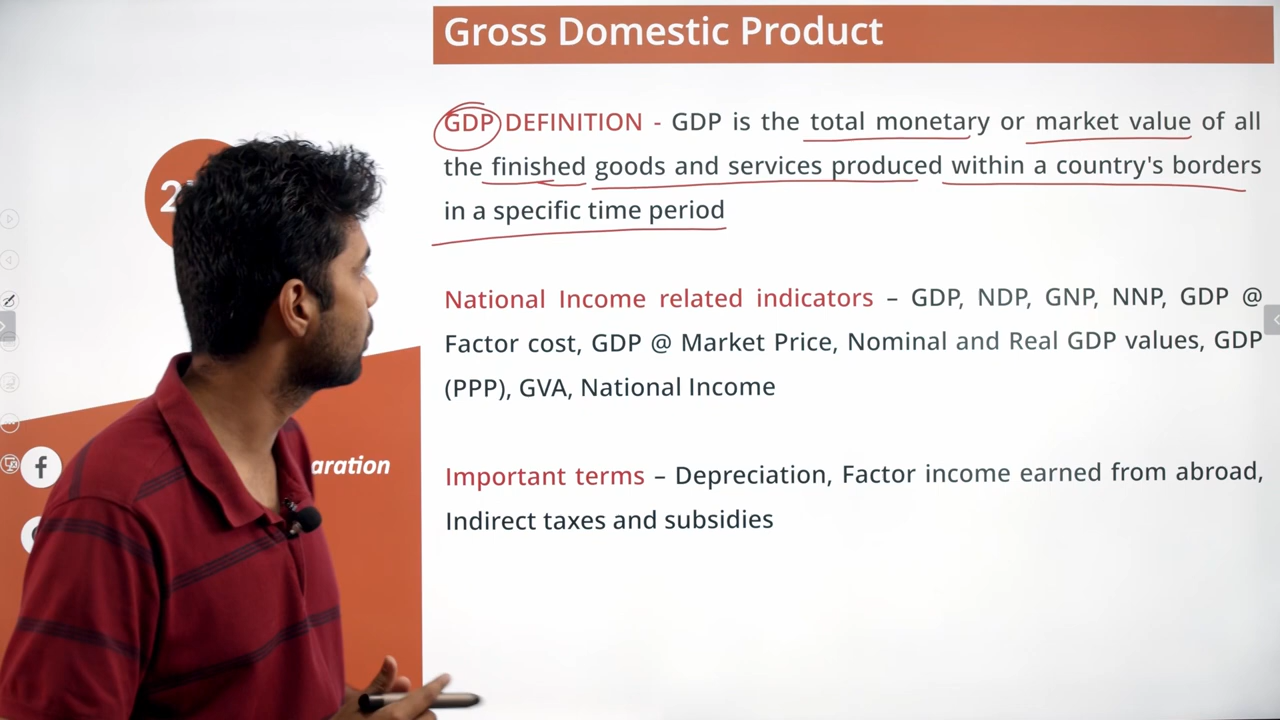 Gross Domestic Product
GDP DEFINITION - GDP is the total monetary or market value of all
the finished goods and services produced within a country's borders
in a specific time period
National Income related indicators – GDP, NDP, GNP, NNP, GDP @
Factor cost, GDP @ Market Price, Nominal and Real GDP values, GDP
(PPP), GVA, National Income
Important terms – Depreciation, Factor income earned from abroad,
Indirect taxes and subsidies